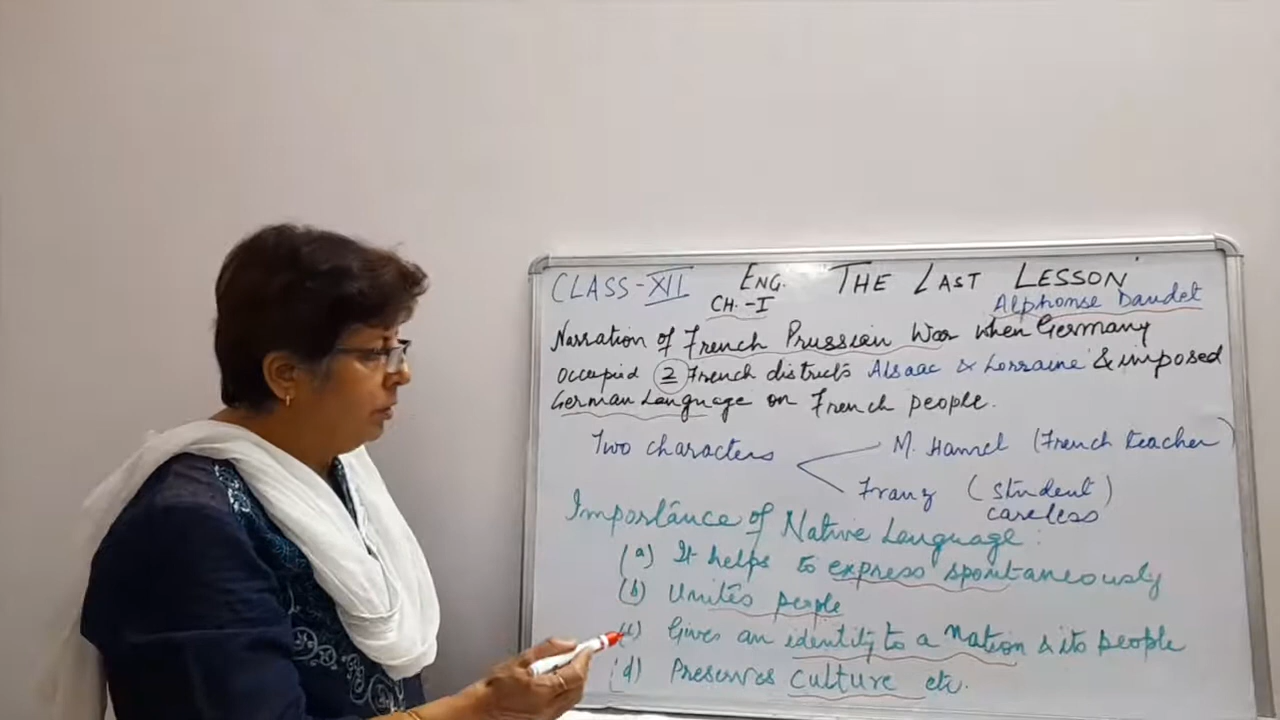 CLASS-XII ENG. THE LAST LESSON
CH.-I Alphonse Daudet
Narration of French Prussian War when Germany
occupied 2 French districts Alsaac & Lorraine & imposed
German Language on French people.
Two characters M. Hamel (French teacher)
Franz (student)
careless
Importance of Native Language:
(a) It helps to express spontaneously
(b) Unites people
(c) Gives an identity to a nation & its people
(d) Preserves culture etc.